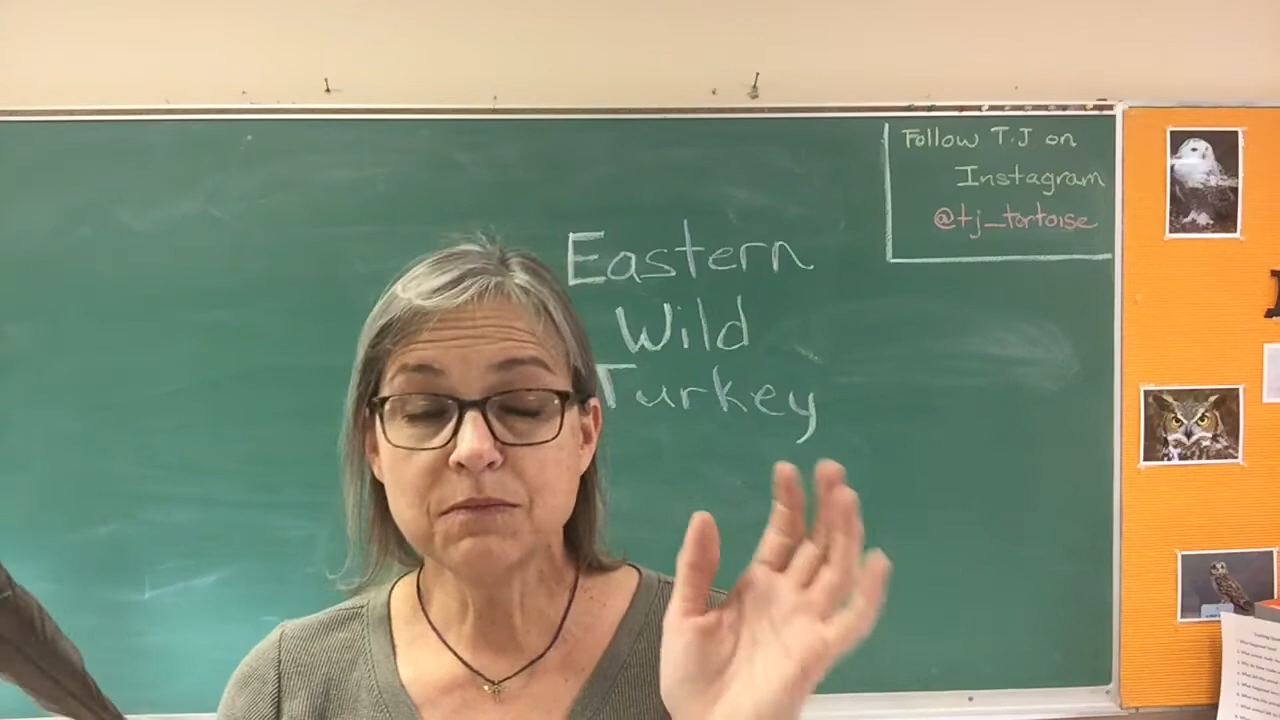 Follow T.J on
Instagram
@tj_tortoise
Eastern
Wild
Turkey